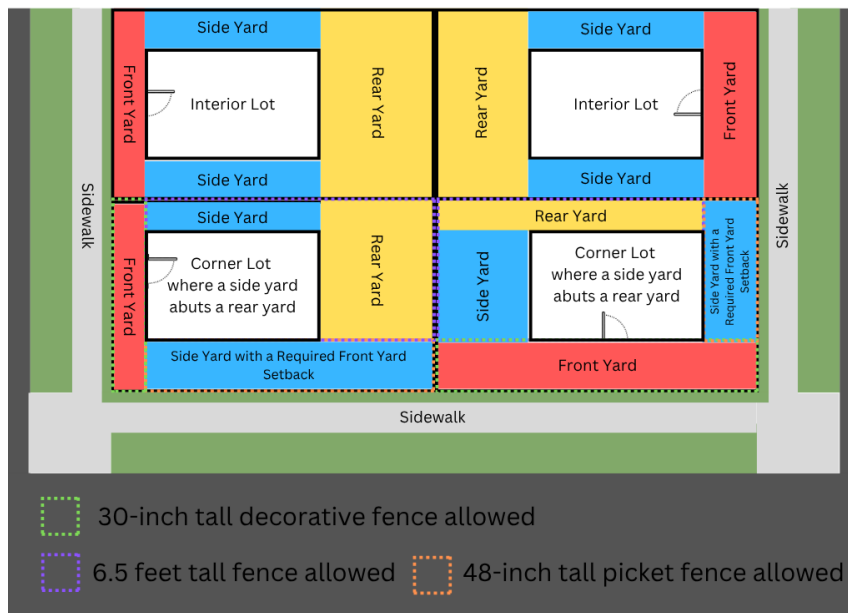 Side Yard
Side Yard
Front Yard
Interior Lot
Rear Yard
Rear Yard
Interior Lot
Front Yard
Side Yard
Side Yard
Sidewalk
Sidewalk
Side Yard
Rear Yard
Front Yard
Corner Lot
where a side yard
abuts a rear yard
Rear Yard
Side Yard
Corner Lot
where a side yard
abuts a rear yard
Side Yard with a
Required Front Yard
Setback
Side Yard with a Required Front Yard
Setback
Front Yard
Sidewalk
30-inch tall decorative fence allowed
6.5 feet tall fence allowed
48-inch tall picket fence allowed